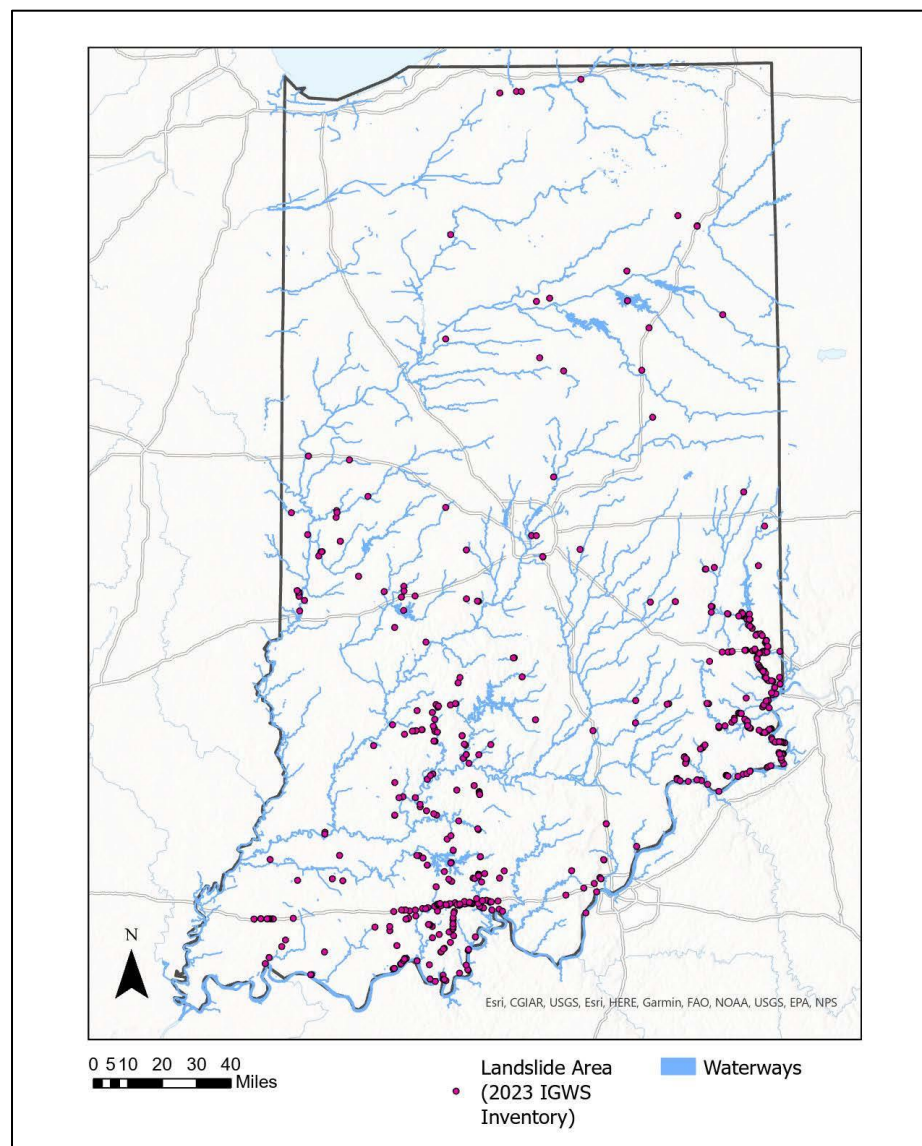 N
Esri, CGIAR, USGS, Esri, HERE, Garmin, FAO, NOAA, USGS, EPA, NPS
0 5 10 20 30 40
Miles
Landslide Area
(2023 IGWS
Inventory)
Waterways